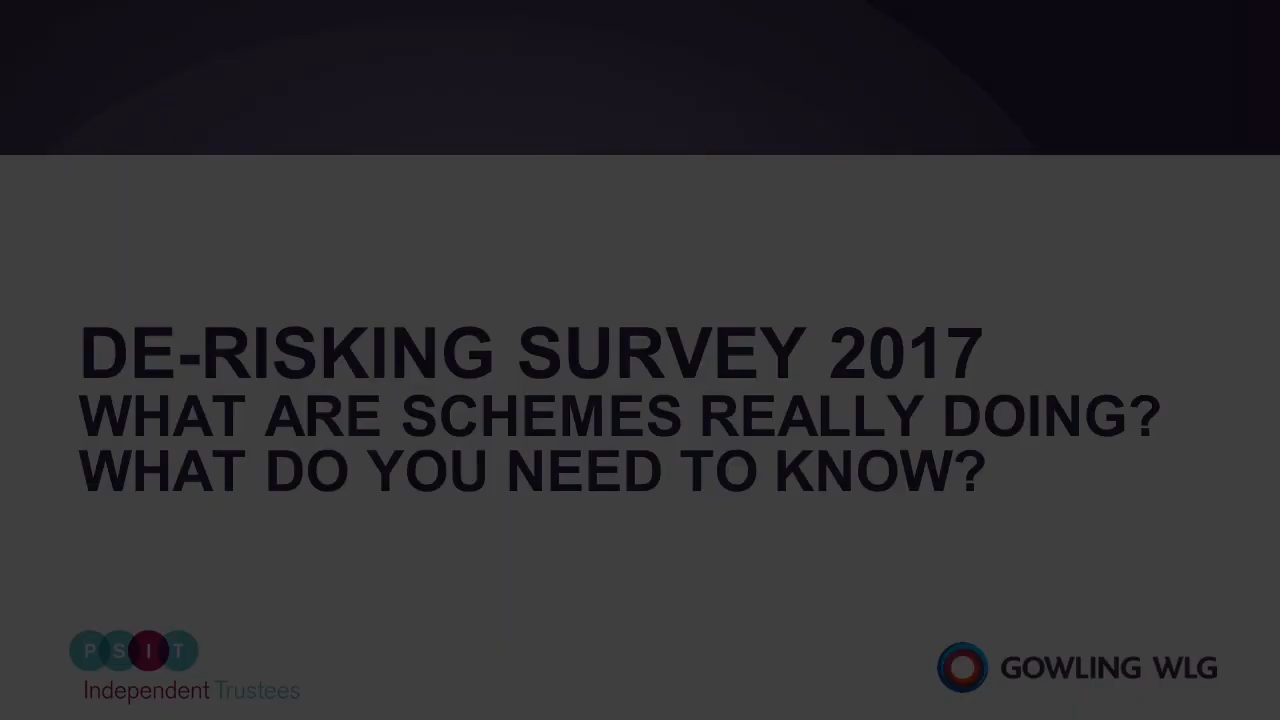 DE-RISKING SURVEY 2017
WHAT ARE SCHEMES REALLY DOING?
WHAT DO YOU NEED TO KNOW?
PSIT
Independent Trustees
GOWLING WLG